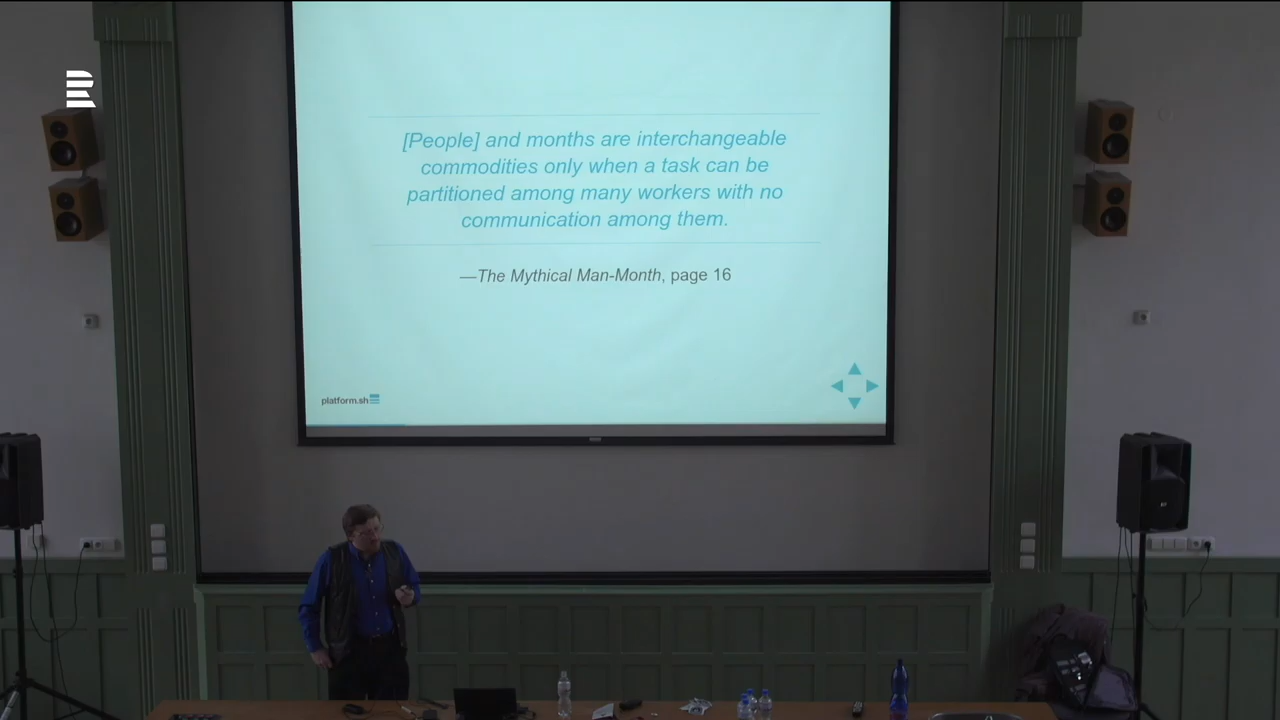 [People] and months are interchangeable
commodities only when a task can be
partitioned among many workers with no
communication among them.
—The Mythical Man-Month, page 16
platform.sh